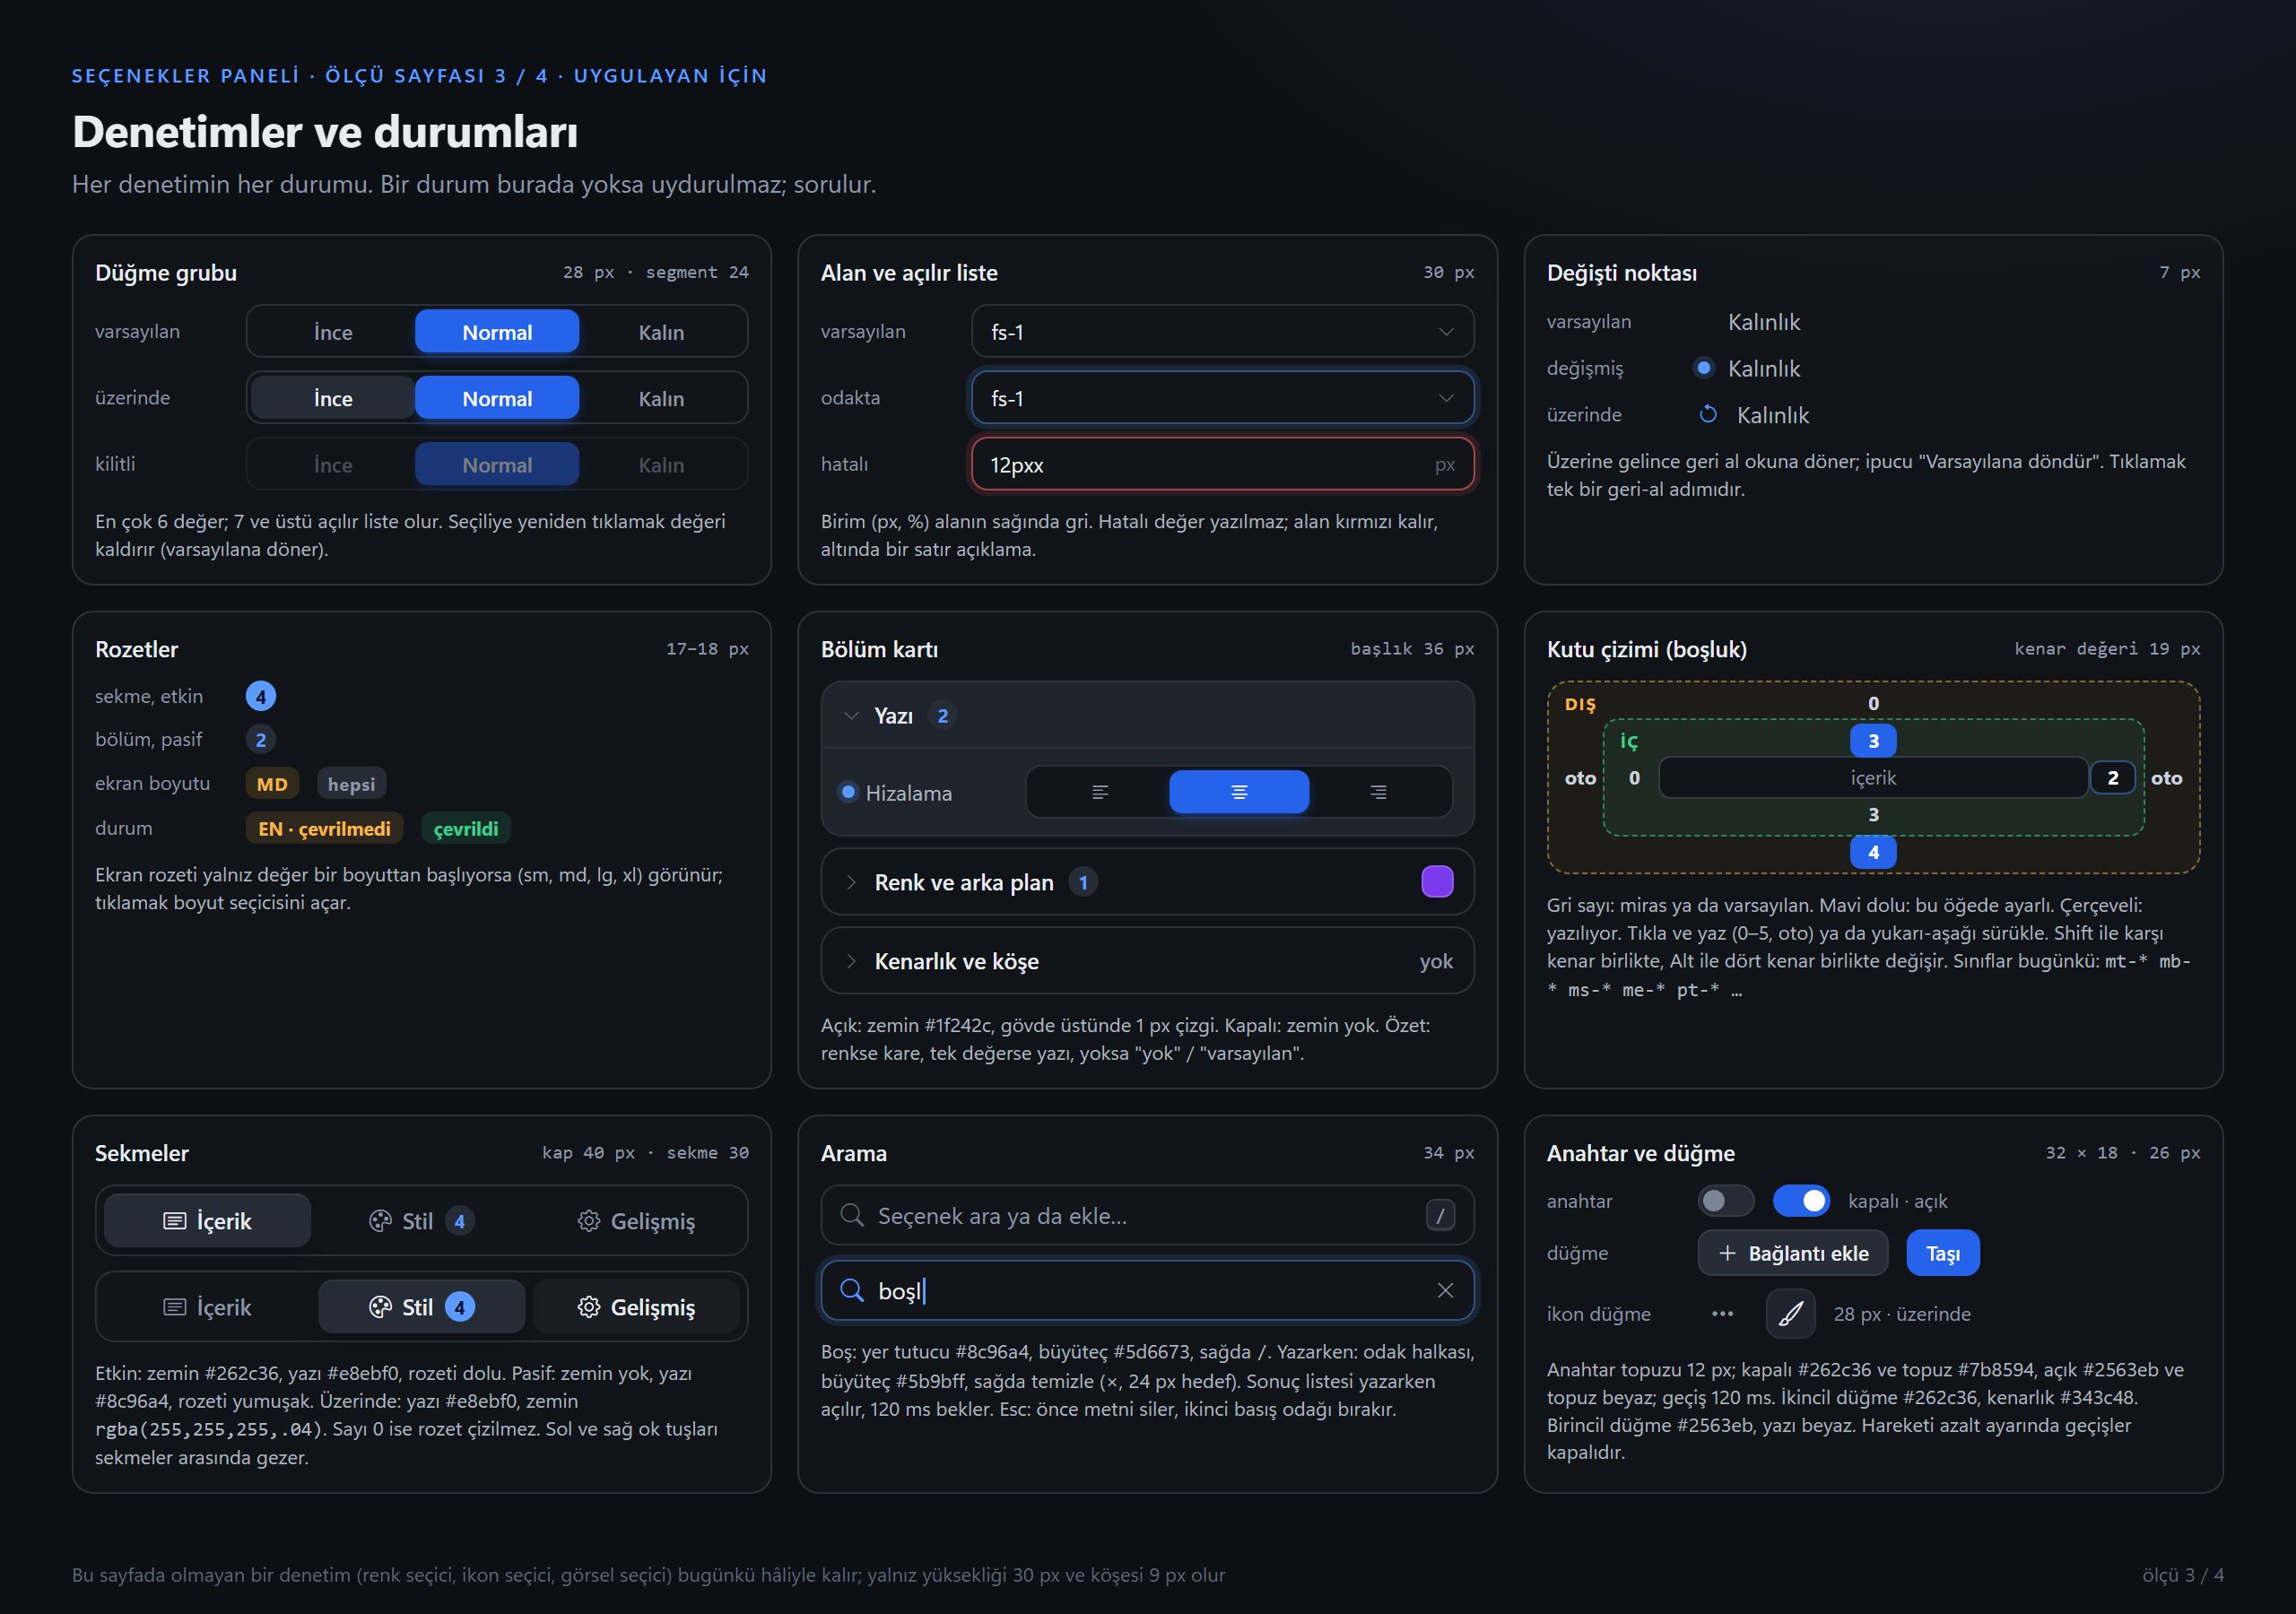 SEÇENEKLER PANELİ · ÖLÇÜ SAYFASI 3 / 4 · UYGULAYAN İÇİN
Denetimler ve durumları
Her denetimin her durumu. Bir durum burada yoksa uydurulmaz; sorulur.
Düğme grubu 28 px · segment 24
varsayılan İnce Normal Kalın
üzerinde İnce Normal Kalın
kilitli İnce Normal Kalın
En çok 6 değer; 7 ve üstü açılır liste olur. Seçiliye yeniden tıklamak değeri
kaldırır (varsayılana döner).
Alan ve açılır liste 30 px
varsayılan fs-1
odakta fs-1
hatalı 12pxx px
Birim (px, %) alanın sağında gri. Hatalı değer yazılmaz; alan kırmızı kalır,
altında bir satır açıklama.
Değişti noktası 7 px
varsayılan Kalınlık
değişmiş Kalınlık
üzerinde Kalınlık
Üzerine gelince geri al okuna döner; ipucu "Varsayılana döndür". Tıklamak
tek bir geri-al adımıdır.
Rozetler 17–18 px
sekme, etkin 4
bölüm, pasif 2
ekran boyutu MD hepsi
durum EN · çevrilmedi çevrildi
Ekran rozeti yalnız değer bir boyuttan başlıyorsa (sm, md, lg, xl) görünür;
tıklamak boyut seçicisini açar.
Bölüm kartı başlık 36 px
Yazı 2
Hizalama
Renk ve arka plan 1
Kenarlık ve köşe yok
Açık: zemin #1f242c, gövde üstünde 1 px çizgi. Kapalı: zemin yok. Özet:
renkse kare, tek değerse yazı, yoksa "yok" / "varsayılan".
Kutu çizimi (boşluk) kenar değeri 19 px
DIŞ 0
İÇ 3
oto 0 içerik 2 oto
3
4
Gri sayı: miras ya da varsayılan. Mavi dolu: bu öğede ayarlı. Çerçeveli:
yazılıyor. Tıkla ve yaz (0–5, oto) ya da yukarı-aşağı sürükle. Shift ile karşı
kenar birlikte, Alt ile dört kenar birlikte değişir. Sınıflar bugünkü: mt-* mb-
* ms-* me-* pt-* …
Sekmeler kap 40 px · sekme 30
İçerik Stil 4 Gelişmiş
İçerik Stil 4 Gelişmiş
Etkin: zemin #262c36, yazı #e8ebf0, rozeti dolu. Pasif: zemin yok, yazı
#8c96a4, rozeti yumuşak. Üzerinde: yazı #e8ebf0, zemin
rgba(255,255,255,.04). Sayı 0 ise rozet çizilmez. Sol ve sağ ok tuşları
sekmeler arasında gezer.
Arama 34 px
Seçenek ara ya da ekle... /
boşl
Boş: yer tutucu #8c96a4, büyüteç #5d6673, sağda /. Yazarken: odak halkası,
büyüteç #5b9bff, sağda temizle (×, 24 px hedef). Sonuç listesi yazarken
açılır, 120 ms bekler. Esc: önce metni siler, ikinci basış odağı bırakır.
Anahtar ve düğme 32 × 18 · 26 px
anahtar kapalı · açık
düğme Bağlantı ekle Taşı
ikon düğme 28 px · üzerinde
Anahtar topuzu 12 px; kapalı #262c36 ve topuz #7b8594, açık #2563eb ve
topuz beyaz; geçiş 120 ms. İkincil düğme #262c36, kenarlık #343c48.
Birincil düğme #2563eb, yazı beyaz. Hareketi azalt ayarında geçişler
kapalıdır.
Bu sayfada olmayan bir denetim (renk seçici, ikon seçici, görsel seçici) bugünkü hâliyle kalır; yalnız yüksekliği 30 px ve köşesi 9 px olur
ölçü 3 / 4